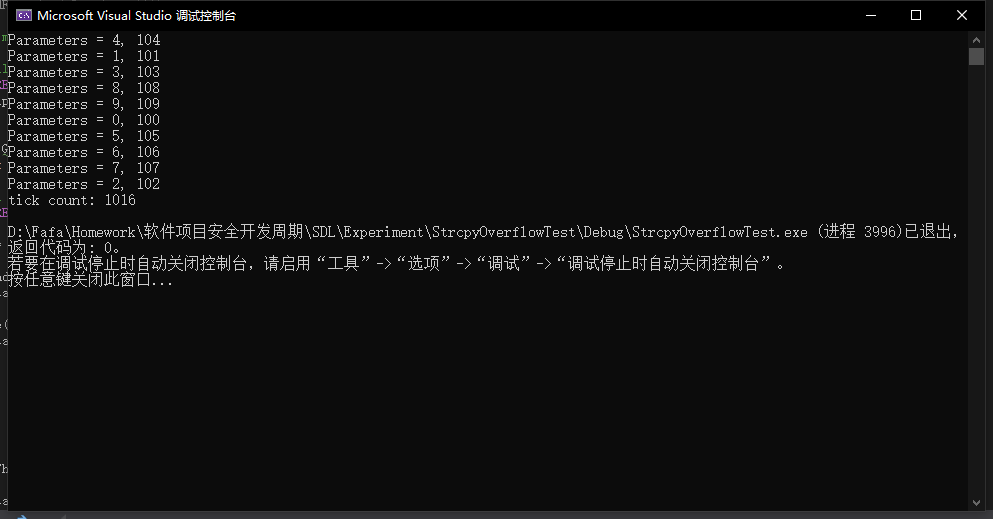 Microsoft Visual Studio 调试控制台
Parameters = 4, 104
Parameters = 1, 101
Parameters = 3, 103
Parameters = 8, 108
Parameters = 9, 109
Parameters = 0, 100
Parameters = 5, 105
Parameters = 6, 106
Parameters = 7, 107
Parameters = 2, 102
tick count: 1016
D:\Fafa\Homework\软件项目安全开发周期\SDL\Experiment\StrcpyOverflowTest\Debug\StrcpyOverflowTest.exe (进程 3996)已退出，
返回代码为: 0。
若要在调试停止时自动关闭控制台，请启用“工具”->“选项”->“调试”->“调试停止时自动关闭控制台”。
按任意键关闭此窗口...